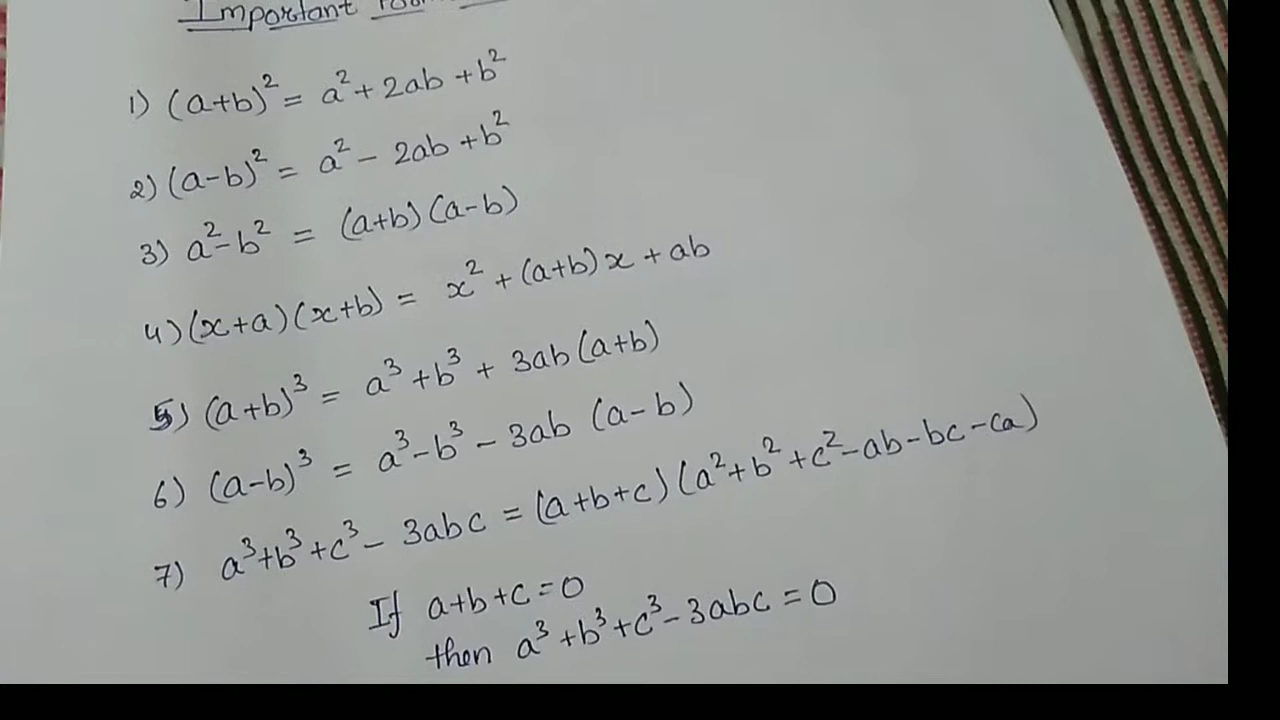 Important
1) (a+b)² = a² + 2ab + b²
2) (a-b)² = a² - 2ab + b²
3) a² - b² = (a+b) (a-b)
4) (x+a) (x+b) = x² + (a+b) x + ab
5) (a+b)³ = a³ + b³ + 3ab (a+b)
6) (a-b)³ = a³ - b³ - 3ab (a-b)
7) a³ + b³ + c³ - 3abc = (a+b+c) (a² + b² + c² - ab - bc - ca)
If a+b+c = 0
then a³ + b³ + c³ - 3abc = 0